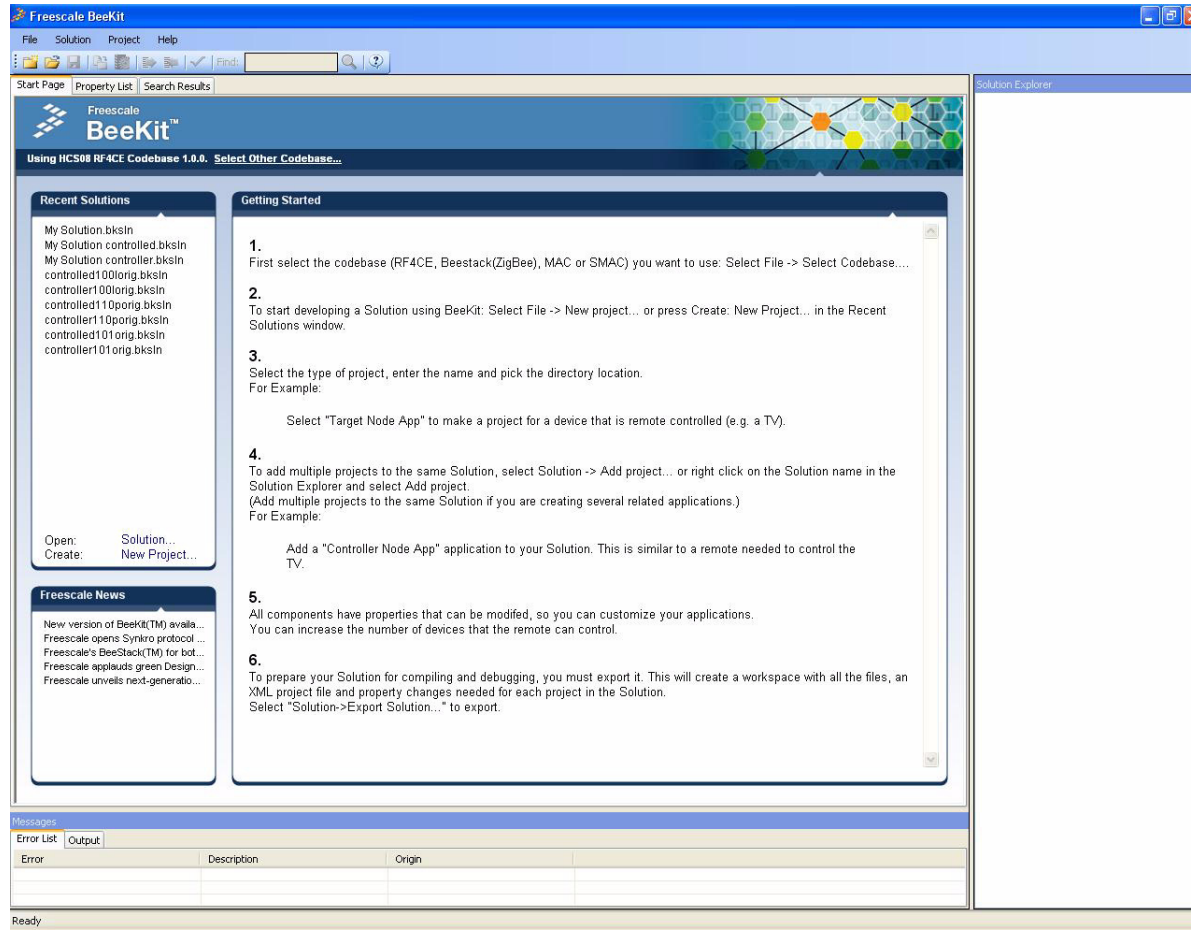 Freescale BeeKit
File Solution Project Help
Find:
Start Page Property List Search Results
Solution Explorer
Freescale
BeeKit™
Using HCS08 RF4CE Codebase 1.0.0. Select Other Codebase...
Recent Solutions
My Solution.bksln
My Solution controlled.bksln
My Solution controller.bksln
controlled100lorig.bksln
controller100lorig.bksln
controlled110porig.bksln
controller110porig.bksln
controlled101orig.bksln
controller101orig.bksln
Open: Solution...
Create: New Project...
Freescale News
New version of BeeKit(TM) availa...
Freescale opens Synkro protocol ...
Freescale's BeeStack(TM) for bot...
Freescale applauds green Design...
Freescale unveils next-generatio...
Getting Started
1.
First select the codebase (RF4CE, Beestack(ZigBee), MAC or SMAC) you want to use: Select File -> Select Codebase....
2.
To start developing a Solution using BeeKit: Select File -> New project... or press Create: New Project... in the Recent
Solutions window.
3.
Select the type of project, enter the name and pick the directory location.
For Example:
Select "Target Node App" to make a project for a device that is remote controlled (e.g. a TV).
4.
To add multiple projects to the same Solution, select Solution -> Add project... or right click on the Solution name in the
Solution Explorer and select Add project.
(Add multiple projects to the same Solution if you are creating several related applications.)
For Example:
Add a "Controller Node App" application to your Solution. This is similar to a remote needed to control the
TV.
5.
All components have properties that can be modifed, so you can customize your applications.
You can increase the number of devices that the remote can control.
6.
To prepare your Solution for compiling and debugging, you must export it. This will create a workspace with all the files, an
XML project file and property changes needed for each project in the Solution.
Select "Solution->Export Solution..." to export.
Messages
Error List Output
Error Description Origin
Ready